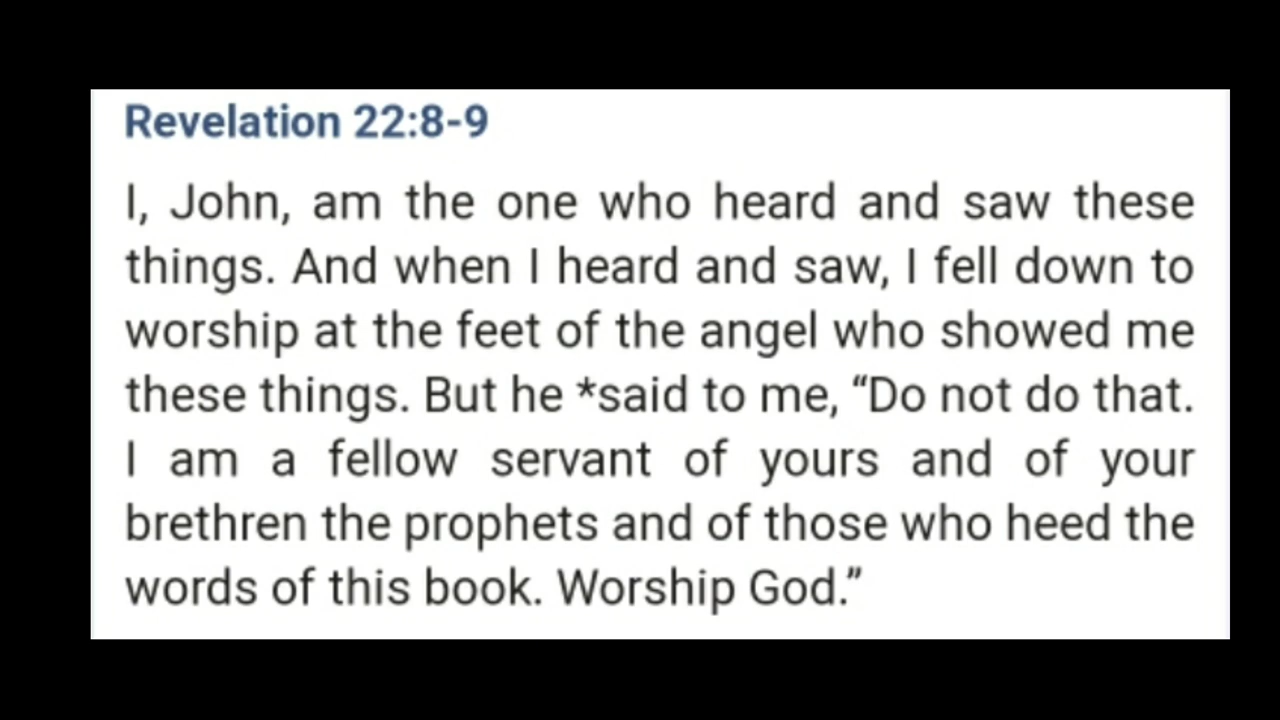 Revelation 22:8-9
I, John, am the one who heard and saw these
things. And when I heard and saw, I fell down to
worship at the feet of the angel who showed me
these things. But he *said to me, “Do not do that.
I am a fellow servant of yours and of your
brethren the prophets and of those who heed the
words of this book. Worship God.”